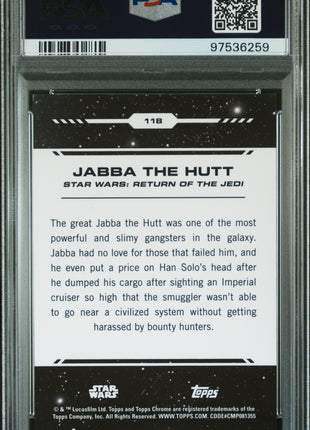 PSA
97536259
118
JABBA THE HUTT
STAR WARS: RETURN OF THE JEDI
The great Jabba the Hutt was one of the most
powerful and slimy gangsters in the galaxy.
Jabba had no love for those that failed him, and
he even put a price on Han Solo's head after
he dumped his cargo after sighting an Imperial
cruiser so high that the smuggler wasn't able
to go near a civilized system without getting
harassed by bounty hunters.
STAR WARS
Topps
© & ™ Lucasfilm Ltd. Topps and Topps Chrome are registered trademarks of the
Topps Company, Inc. All Rights Reserved. WWW.TOPPS.COM. CODE#CMP081355